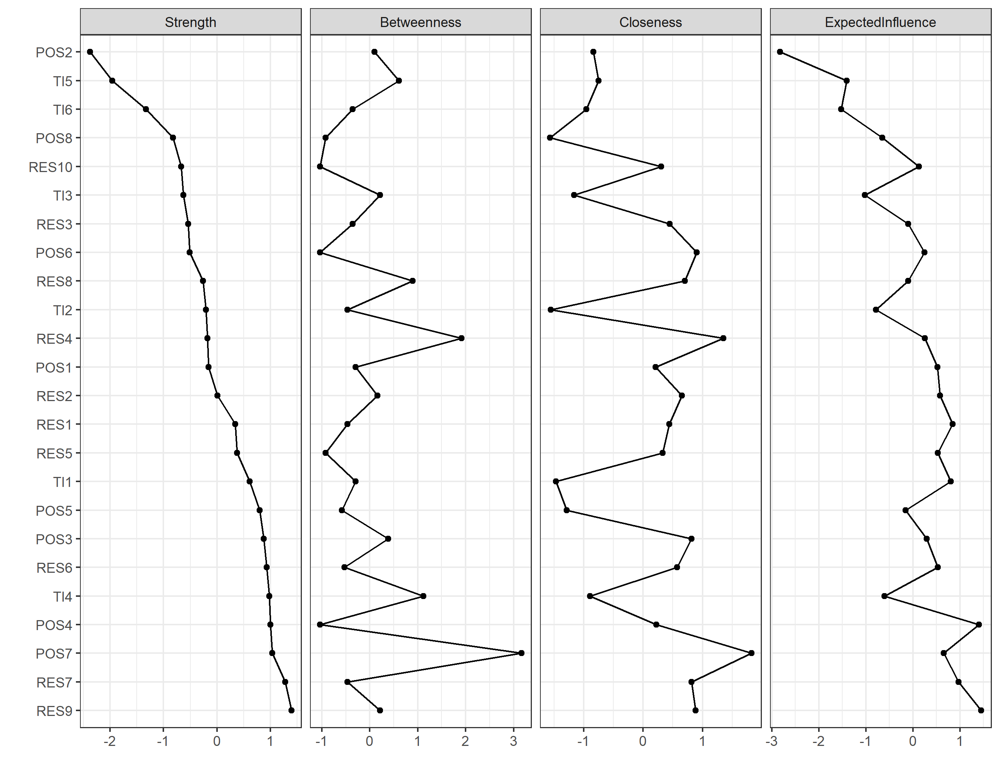 Strength Betweenness Closeness ExpectedInfluence
POS2
TI5
TI6
POS8
RES10
TI3
RES3
POS6
RES8
TI2
RES4
POS1
RES2
RES1
RES5
TI1
POS5
POS3
RES6
TI4
POS4
POS7
RES7
RES9
-2 -1 0 1 -1 0 1 2 3 -1 0 1 -3 -2 -1 0 1